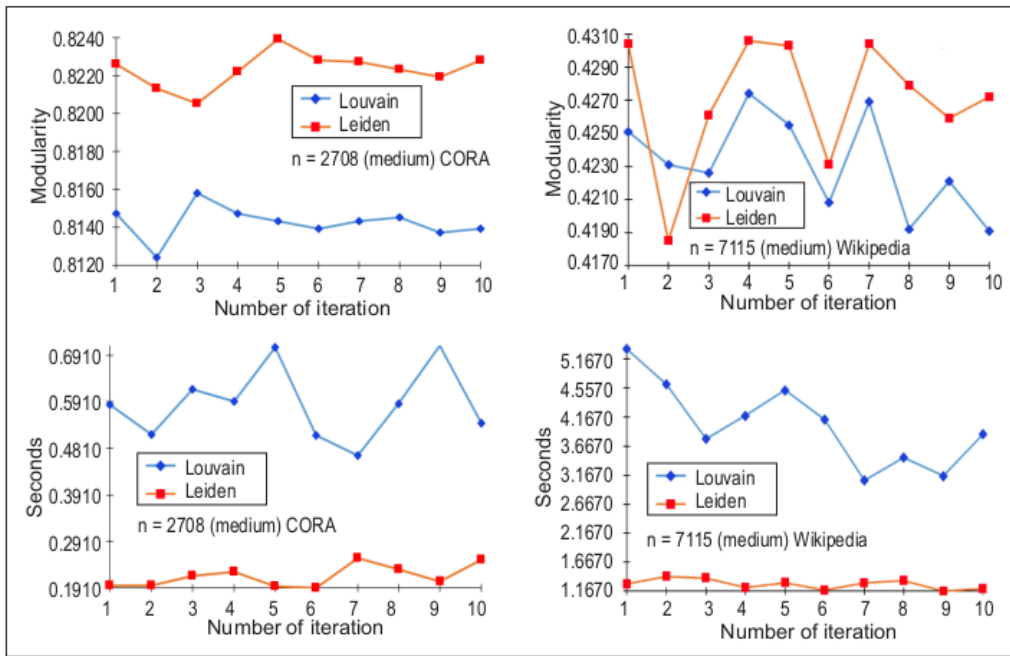 0.8240
0.8220
0.8200
0.8180
0.8160
0.8140
0.8120
Modularity
Louvain
Leiden
n = 2708 (medium) CORA
1 2 3 4 5 6 7 8 9 10
Number of iteration
0.4310
0.4290
0.4270
0.4250
0.4230
0.4210
0.4190
0.4170
Modularity
Louvain
Leiden
n = 7115 (medium) Wikipedia
1 2 3 4 5 6 7 8 9 10
Number of iteration
0.6910
0.5910
0.4810
0.3910
0.2910
0.1910
Seconds
Louvain
Leiden
n = 2708 (medium) CORA
1 2 3 4 5 6 7 8 9 10
Number of iteration
5.1670
4.5570
4.1670
3.6670
3.1670
2.6670
2.1670
1.6670
1.1670
Seconds
Louvain
Leiden
n = 7115 (medium) Wikipedia
1 2 3 4 5 6 7 8 9 10
Number of iteration